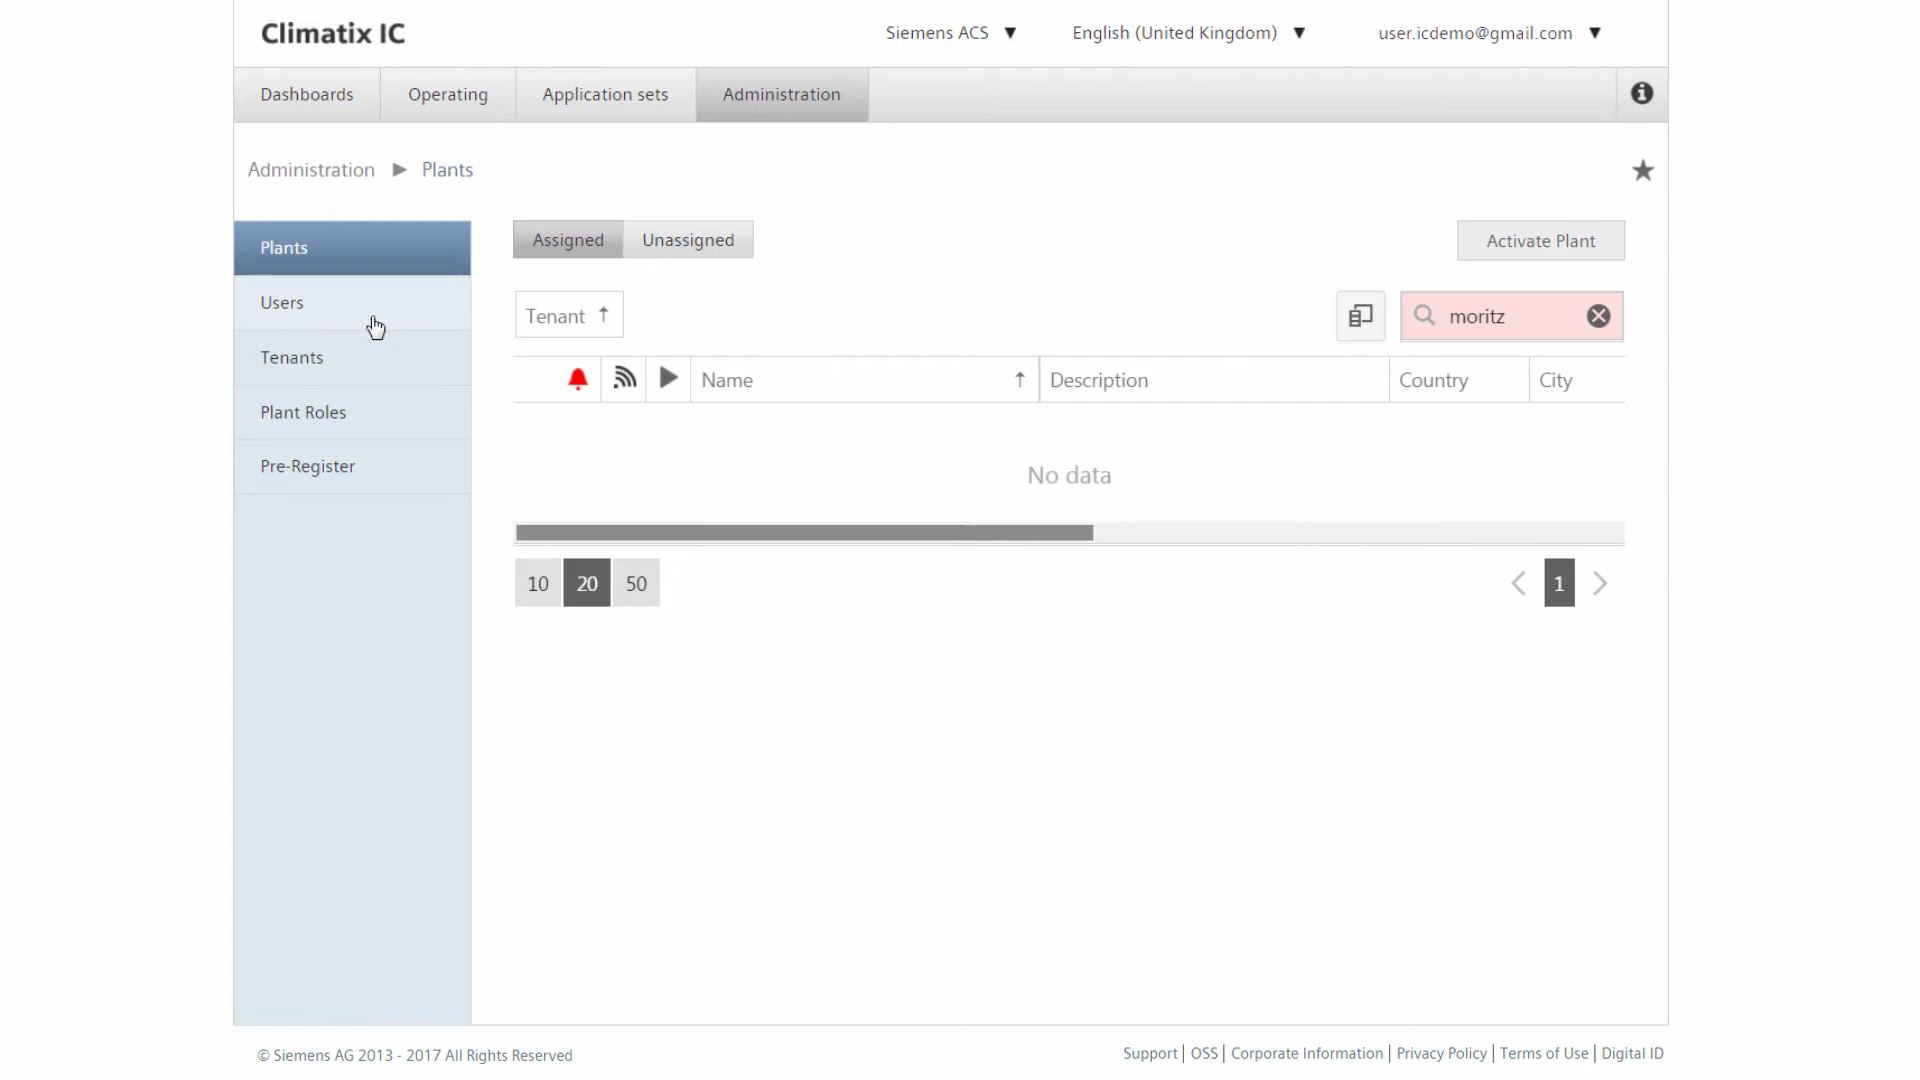 Climatix IC
Siemens ACS
English (United Kingdom)
user.icdemo@gmail.com
Dashboards
Operating
Application sets
Administration
Administration
Plants
Plants
Users
Tenants
Plant Roles
Pre-Register
Assigned
Unassigned
Activate Plant
Tenant
moritz
Name
Description
Country
City
No data
10
20
50
1
© Siemens AG 2013 - 2017 All Rights Reserved
Support | OSS | Corporate Information | Privacy Policy | Terms of Use | Digital ID